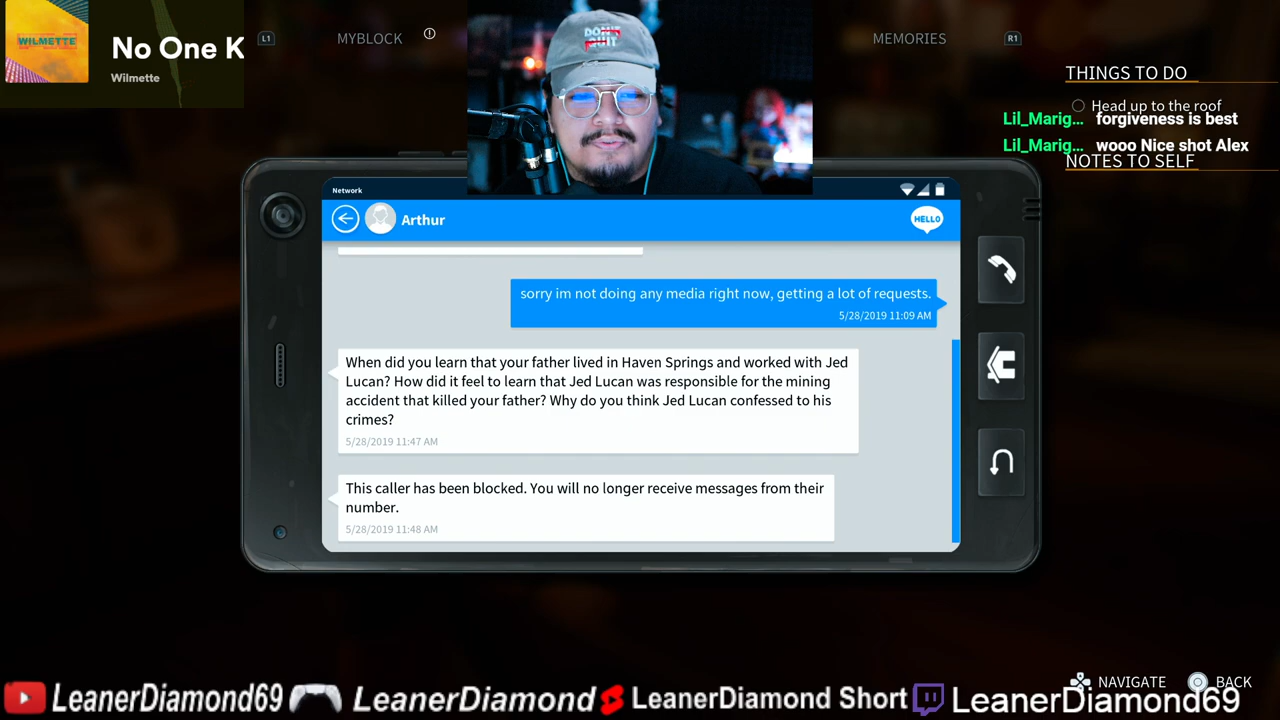 WILMETTE
No One K
Wilmette
L1
MYBLOCK
DON'T
QUIT
MEMORIES
R1
THINGS TO DO
Head up to the roof
Lil_Marig... forgiveness is best
Lil_Marig... wooo Nice shot Alex
NOTES TO SELF
Network
Arthur
HELLO
sorry im not doing any media right now, getting a lot of requests.
5/28/2019 11:09 AM
When did you learn that your father lived in Haven Springs and worked with Jed
Lucan? How did it feel to learn that Jed Lucan was responsible for the mining
accident that killed your father? Why do you think Jed Lucan confessed to his
crimes?
5/28/2019 11:47 AM
This caller has been blocked. You will no longer receive messages from their
number.
5/28/2019 11:48 AM
NAVIGATE
BACK
LeanerDiamond69
LeanerDiamond
LeanerDiamond Short
LeanerDiamond69